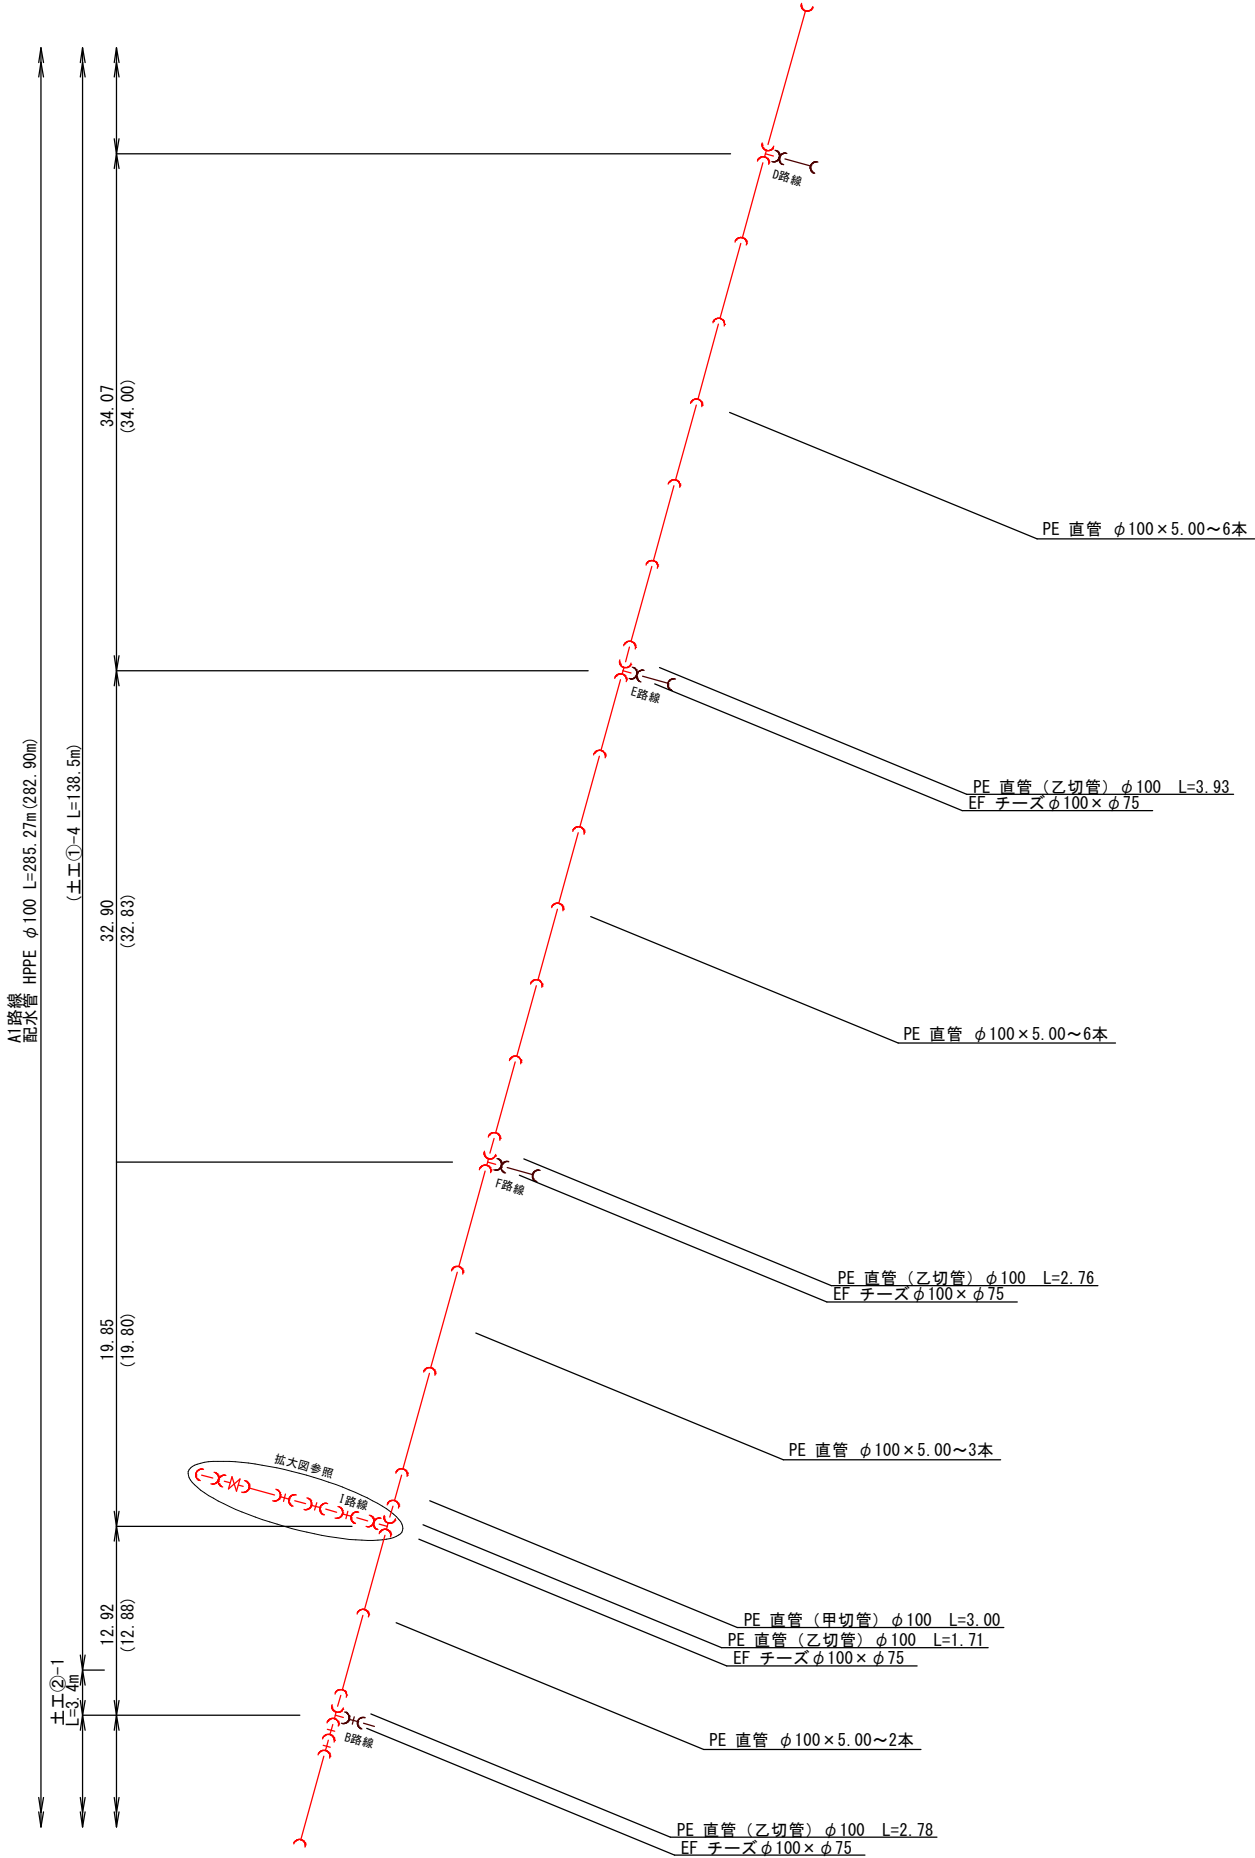 A1路線
配水管 HPPE φ100 L=285.27m(282.90m)
(土工①-4 L=138.5m)
土工②-1
L=3.4m
34.07
(34.00)
32.90
(32.83)
19.85
(19.80)
12.92
(12.88)
D路線
PE 直管 φ100×5.00～6本
E路線
PE 直管（乙切管）φ100 L=3.93
EF チーズφ100×φ75
PE 直管 φ100×5.00～6本
F路線
PE 直管（乙切管）φ100 L=2.76
EF チーズφ100×φ75
PE 直管 φ100×5.00～3本
拡大図参照
I路線
PE 直管（甲切管）φ100 L=3.00
PE 直管（乙切管）φ100 L=1.71
EF チーズφ100×φ75
PE 直管 φ100×5.00～2本
B路線
PE 直管（乙切管）φ100 L=2.78
EF チーズφ100×φ75